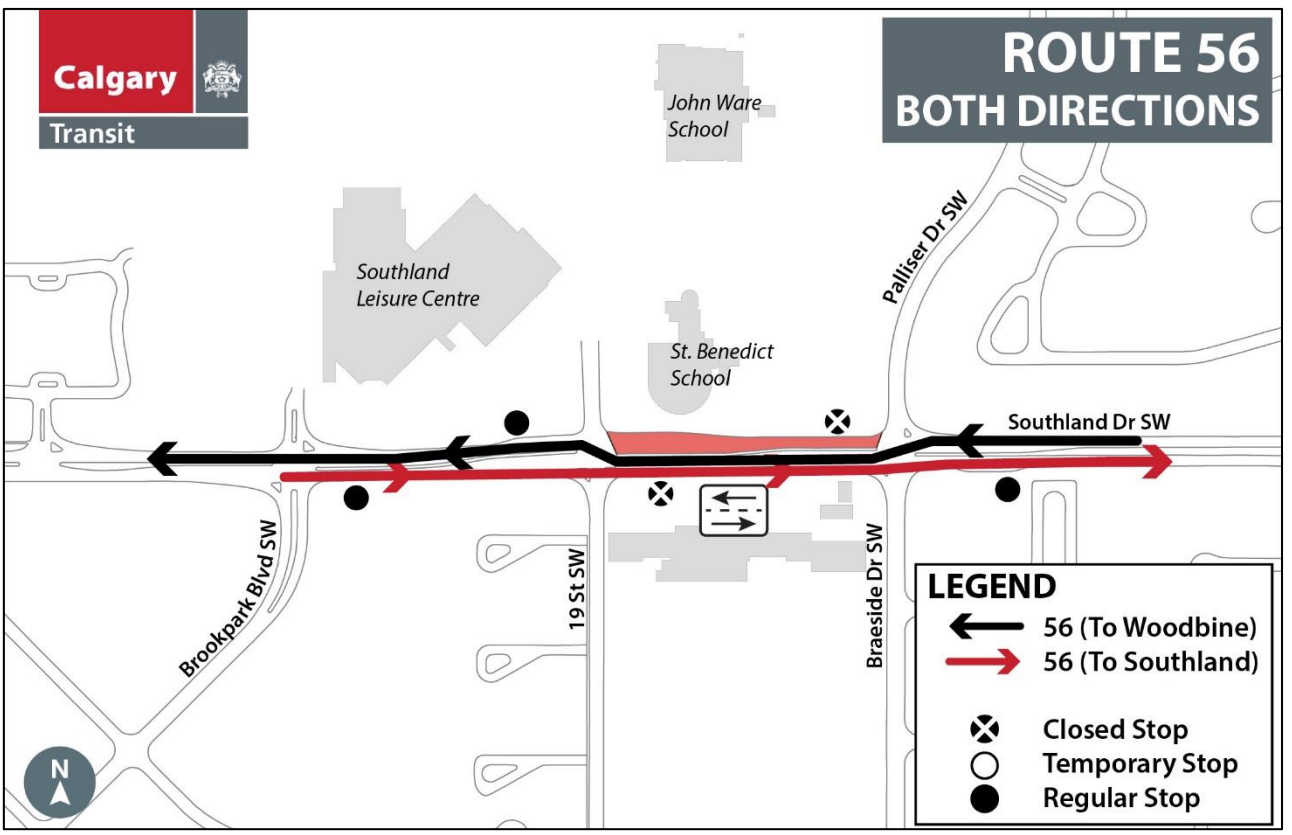 Calgary
Transit
ROUTE 56
BOTH DIRECTIONS
John Ware
School
Palliser Dr SW
Southland
Leisure Centre
St. Benedict
School
Southland Dr SW
Brookpark Blvd SW
19 St SW
Braeside Dr SW
LEGEND
56 (To Woodbine)
56 (To Southland)
Closed Stop
Temporary Stop
Regular Stop
N